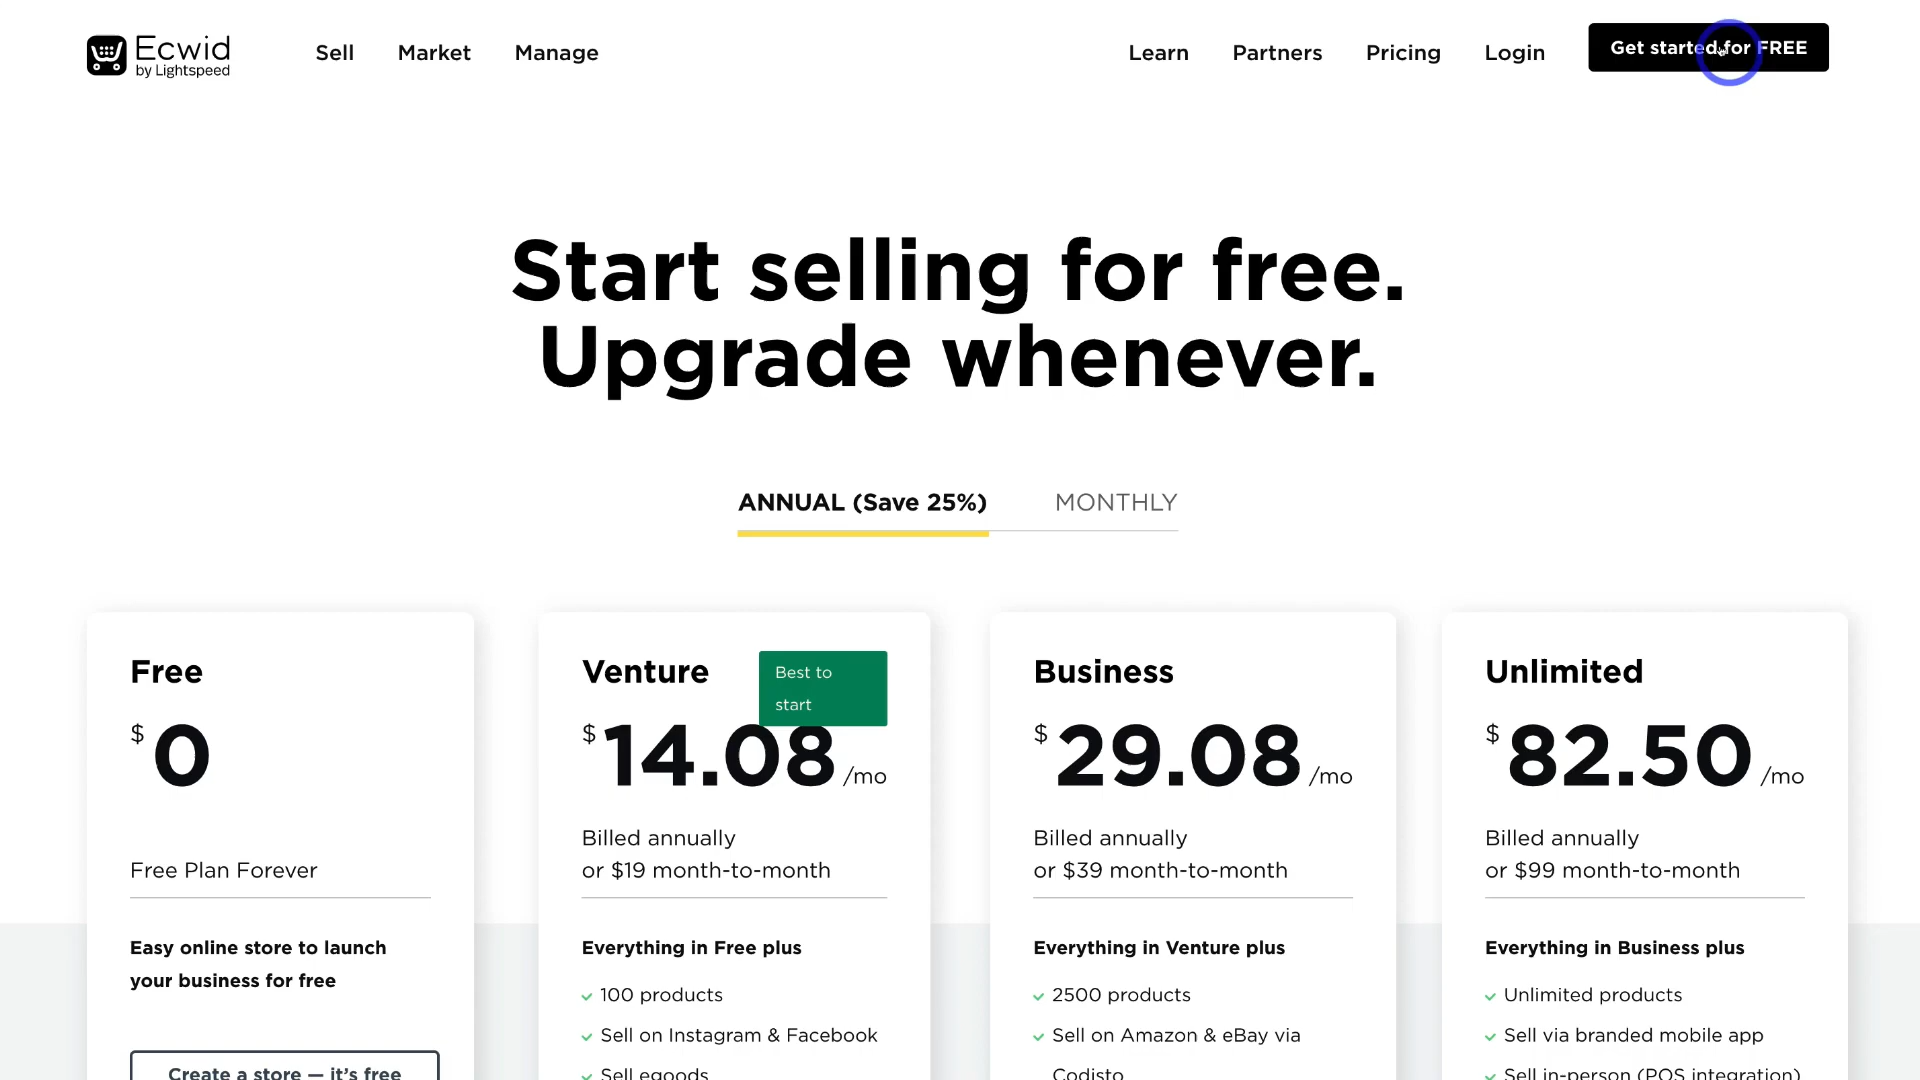 Ecwid
by Lightspeed
Sell
Market
Manage
Learn
Partners
Pricing
Login
Get started for FREE
Start selling for free.
Upgrade whenever.
ANNUAL (Save 25%)
MONTHLY
Free
$0
Free Plan Forever
Easy online store to launch
your business for free
Create a store — it’s free
Venture
Best to
start
$14.08 /mo
Billed annually
or $19 month-to-month
Everything in Free plus
100 products
Sell on Instagram & Facebook
Sell egoods
Business
$29.08 /mo
Billed annually
or $39 month-to-month
Everything in Venture plus
2500 products
Sell on Amazon & eBay via
Codisto
Unlimited
$82.50 /mo
Billed annually
or $99 month-to-month
Everything in Business plus
Unlimited products
Sell via branded mobile app
Sell in-person (POS integration)